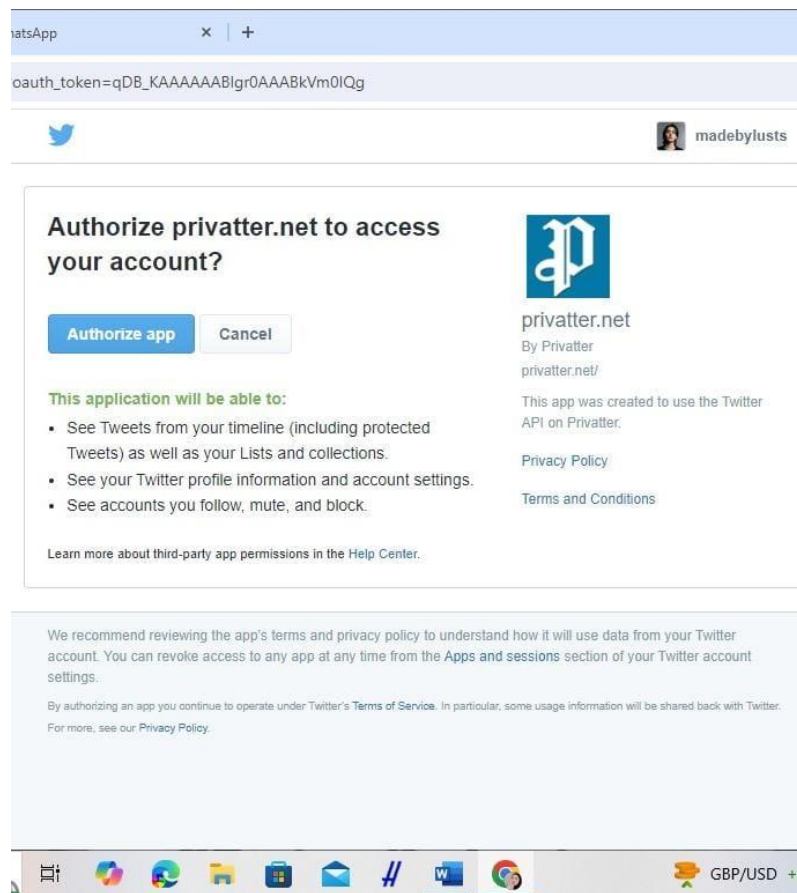 hatsApp × +
oauth_token=qDB_KAAAAAABlgr0AAABkVm0lQg
madebylusts
Authorize privatter.net to access
your account?
Authorize app Cancel
This application will be able to:
• See Tweets from your timeline (including protected
Tweets) as well as your Lists and collections.
• See your Twitter profile information and account settings.
• See accounts you follow, mute, and block.
Learn more about third-party app permissions in the Help Center.
privatter.net
By Privatter
privatter.net/
This app was created to use the Twitter
API on Privatter.
Privacy Policy
Terms and Conditions
We recommend reviewing the app's terms and privacy policy to understand how it will use data from your Twitter
account. You can revoke access to any app at any time from the Apps and sessions section of your Twitter account
settings.
By authorizing an app you continue to operate under Twitter's Terms of Service. In particular, some usage information will be shared back with Twitter.
For more, see our Privacy Policy.
GBP/USD +